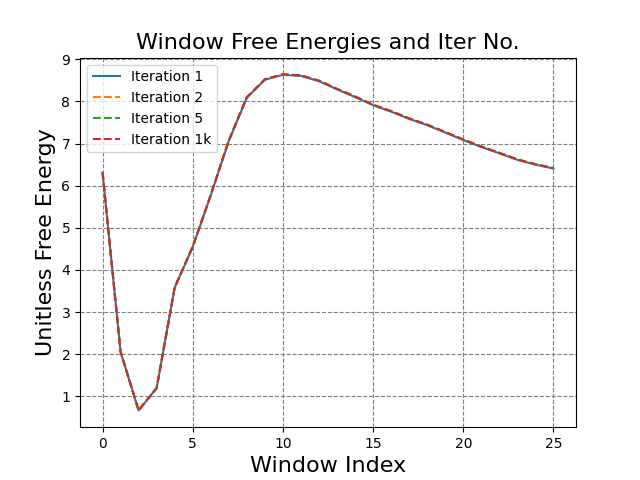 Window Free Energies and Iter No.
Iteration 1
Iteration 2
Iteration 5
Iteration 1k
Unitless Free Energy
9
8
7
6
5
4
3
2
1
0 5 10 15 20 25
Window Index